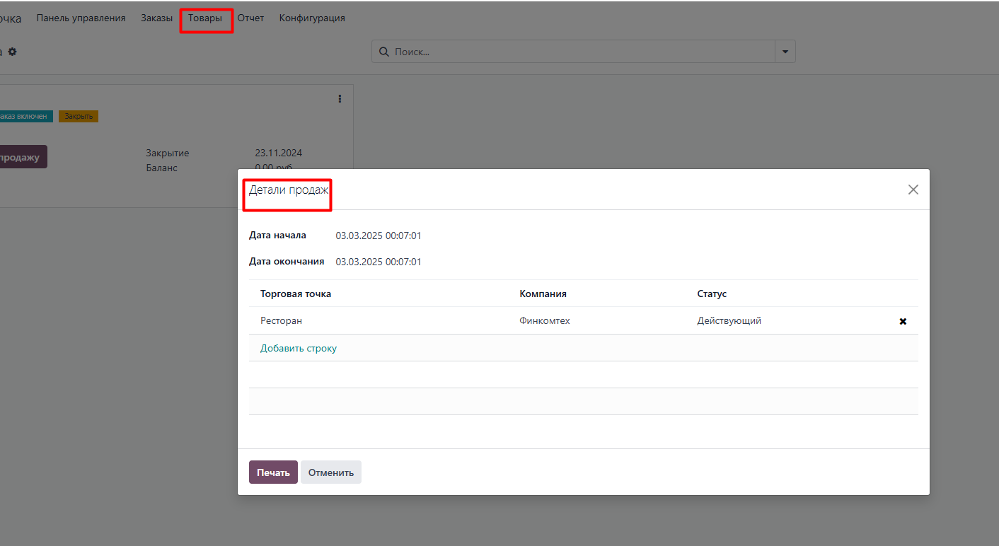 Панель управления Заказы Товары Отчет Конфигурация
Поиск...
аказ включен Закрыть
продажу
Закрытие 23.11.2024
Баланс 0,00 руб.
Детали продаж
Дата начала 03.03.2025 00:07:01
Дата окончания 03.03.2025 00:07:01
Торговая точка Компания Статус
Ресторан Финкомтех Действующий
Добавить строку
Печать Отменить